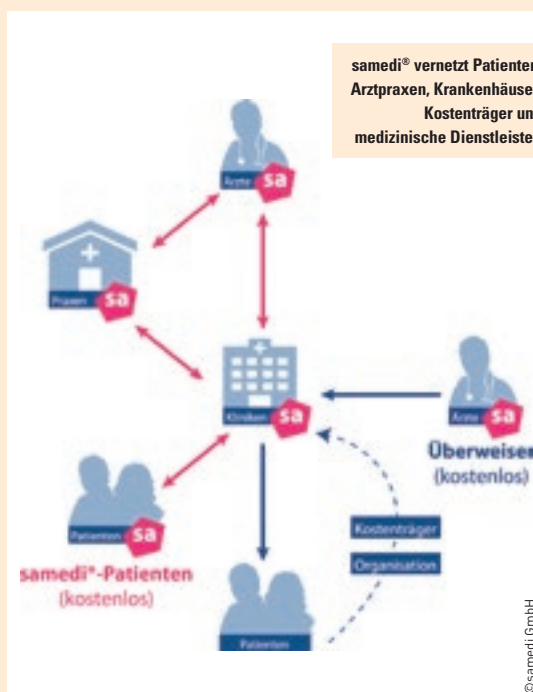 samedi® vernetzt Patienten
Arztpraxen, Krankenhäuse
Kostenträger un
medizinische Dienstleiste
Ärzte sa
Praxen sa
Kliniken sa
Ärzte sa
Überweiser
(kostenlos)
Patienten sa
samedi®-Patienten
(kostenlos)
Kostenträger
Organisation
Patienten
©samedi GmbH